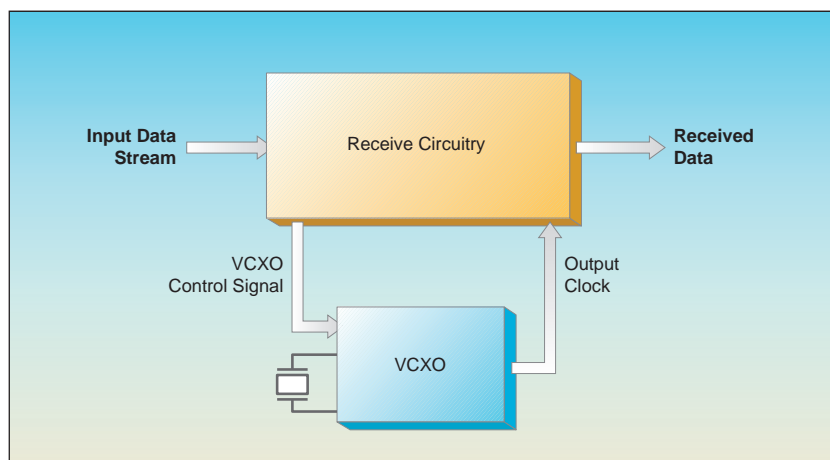 Input Data
Stream
Receive Circuitry
Received
Data
VCXO
Control Signal
Output
Clock
VCXO